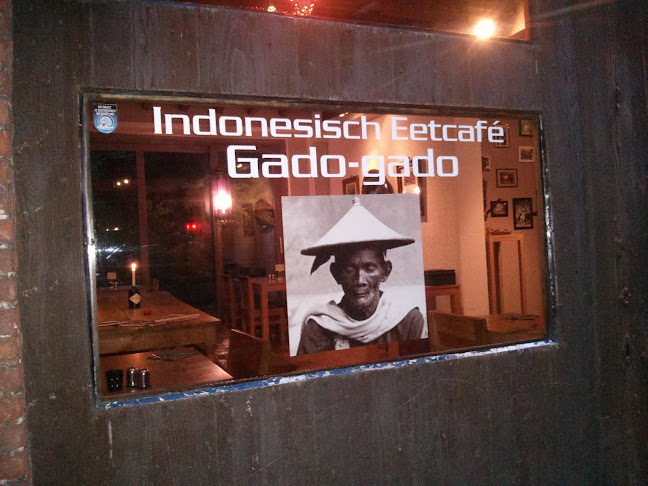 Indonesisch Eetcafé
Gado-gado